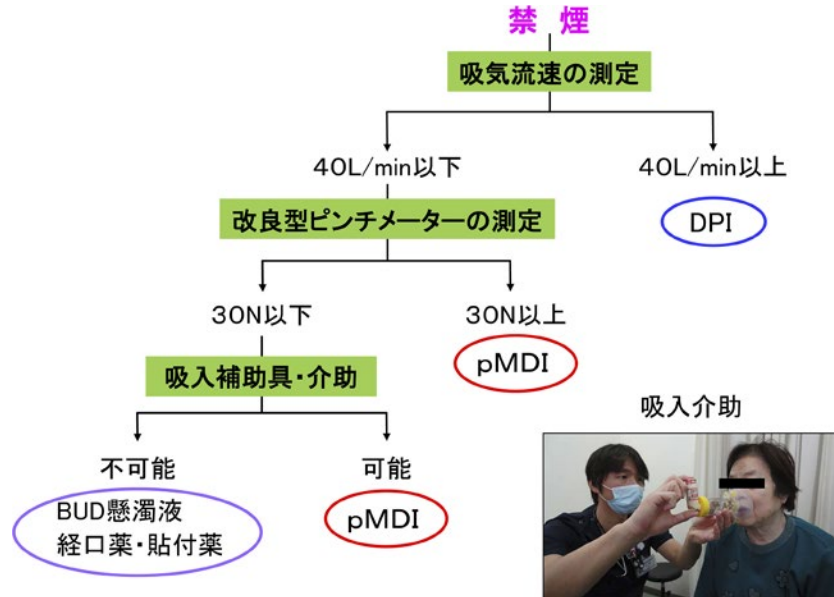 禁 煙
吸気流速の測定
40L/min以下
40L/min以上
DPI
改良型ピンチメーターの測定
30N以下
30N以上
pMDI
吸入補助具・介助
不可能
可能
BUD懸濁液
経口薬・貼付薬
pMDI
吸入介助